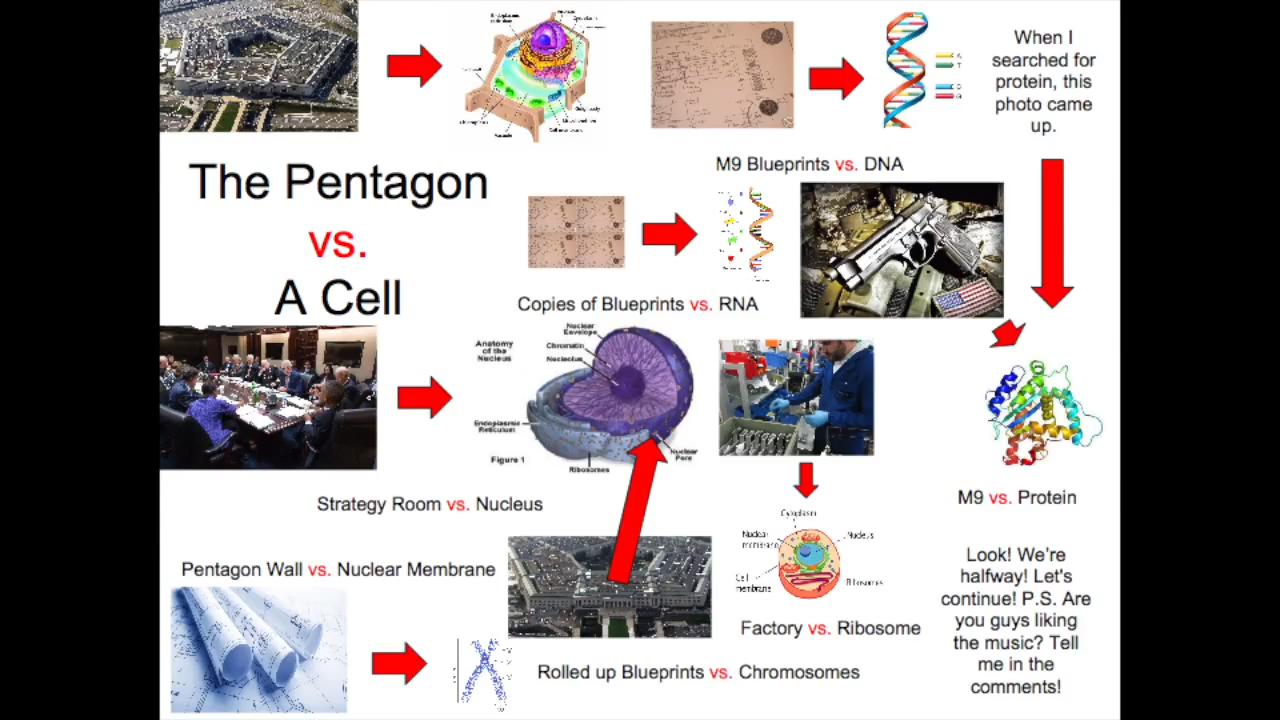 When I
searched for
protein, this
photo came
up.
M9 Blueprints vs. DNA
The Pentagon
vs.
A Cell
Copies of Blueprints vs. RNA
Anatomy
of the
Nucleus
Nuclear
Envelope
Chromatin
Nucleolus
Endoplasmic
Reticulum
Figure 1
Ribosomes
Nuclear
Pore
Strategy Room vs. Nucleus
M9 vs. Protein
Cytoplasm
Nuclear
membrane
Nucleus
Cell
membrane
Ribosomes
Pentagon Wall vs. Nuclear Membrane
Factory vs. Ribosome
Rolled up Blueprints vs. Chromosomes
Look! We're
halfway! Let's
continue! P.S. Are
you guys liking
the music? Tell
me in the
comments!